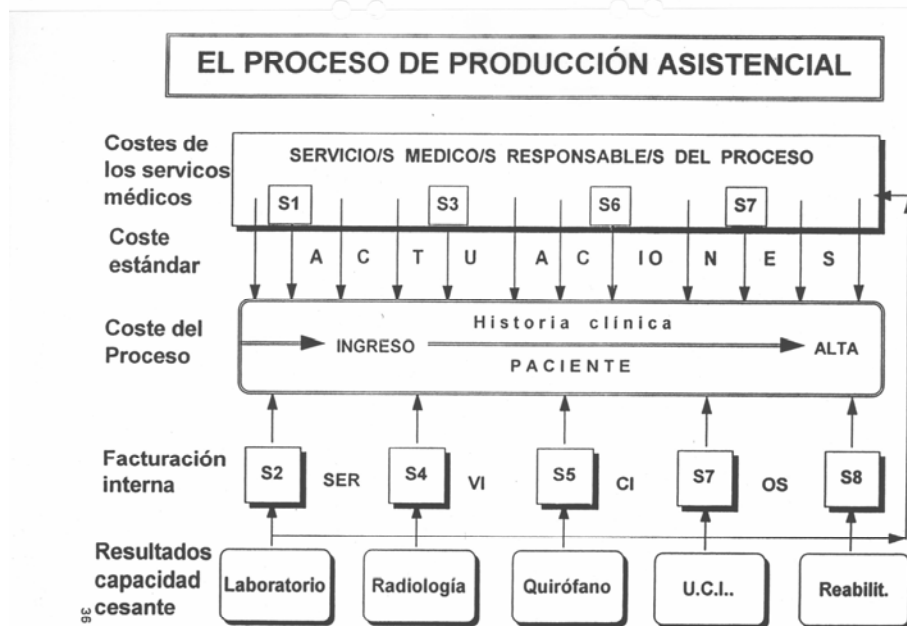 EL PROCESO DE PRODUCCIÓN ASISTENCIAL
Costes de
los servicos
médicos
SERVICIO/S MEDICO/S RESPONSABLE/S DEL PROCESO
S1 S3 S6 S7
Coste
estándar
A C T U A C IO N E S
Coste del
Proceso
Historia clínica
INGRESO ALTA
PACIENTE
Facturación
interna
S2 SER S4 VI S5 CI S7 OS S8
Resultados
capacidad
cesante
Laboratorio Radiología Quirófano U.C.I.. Reabilit.
36